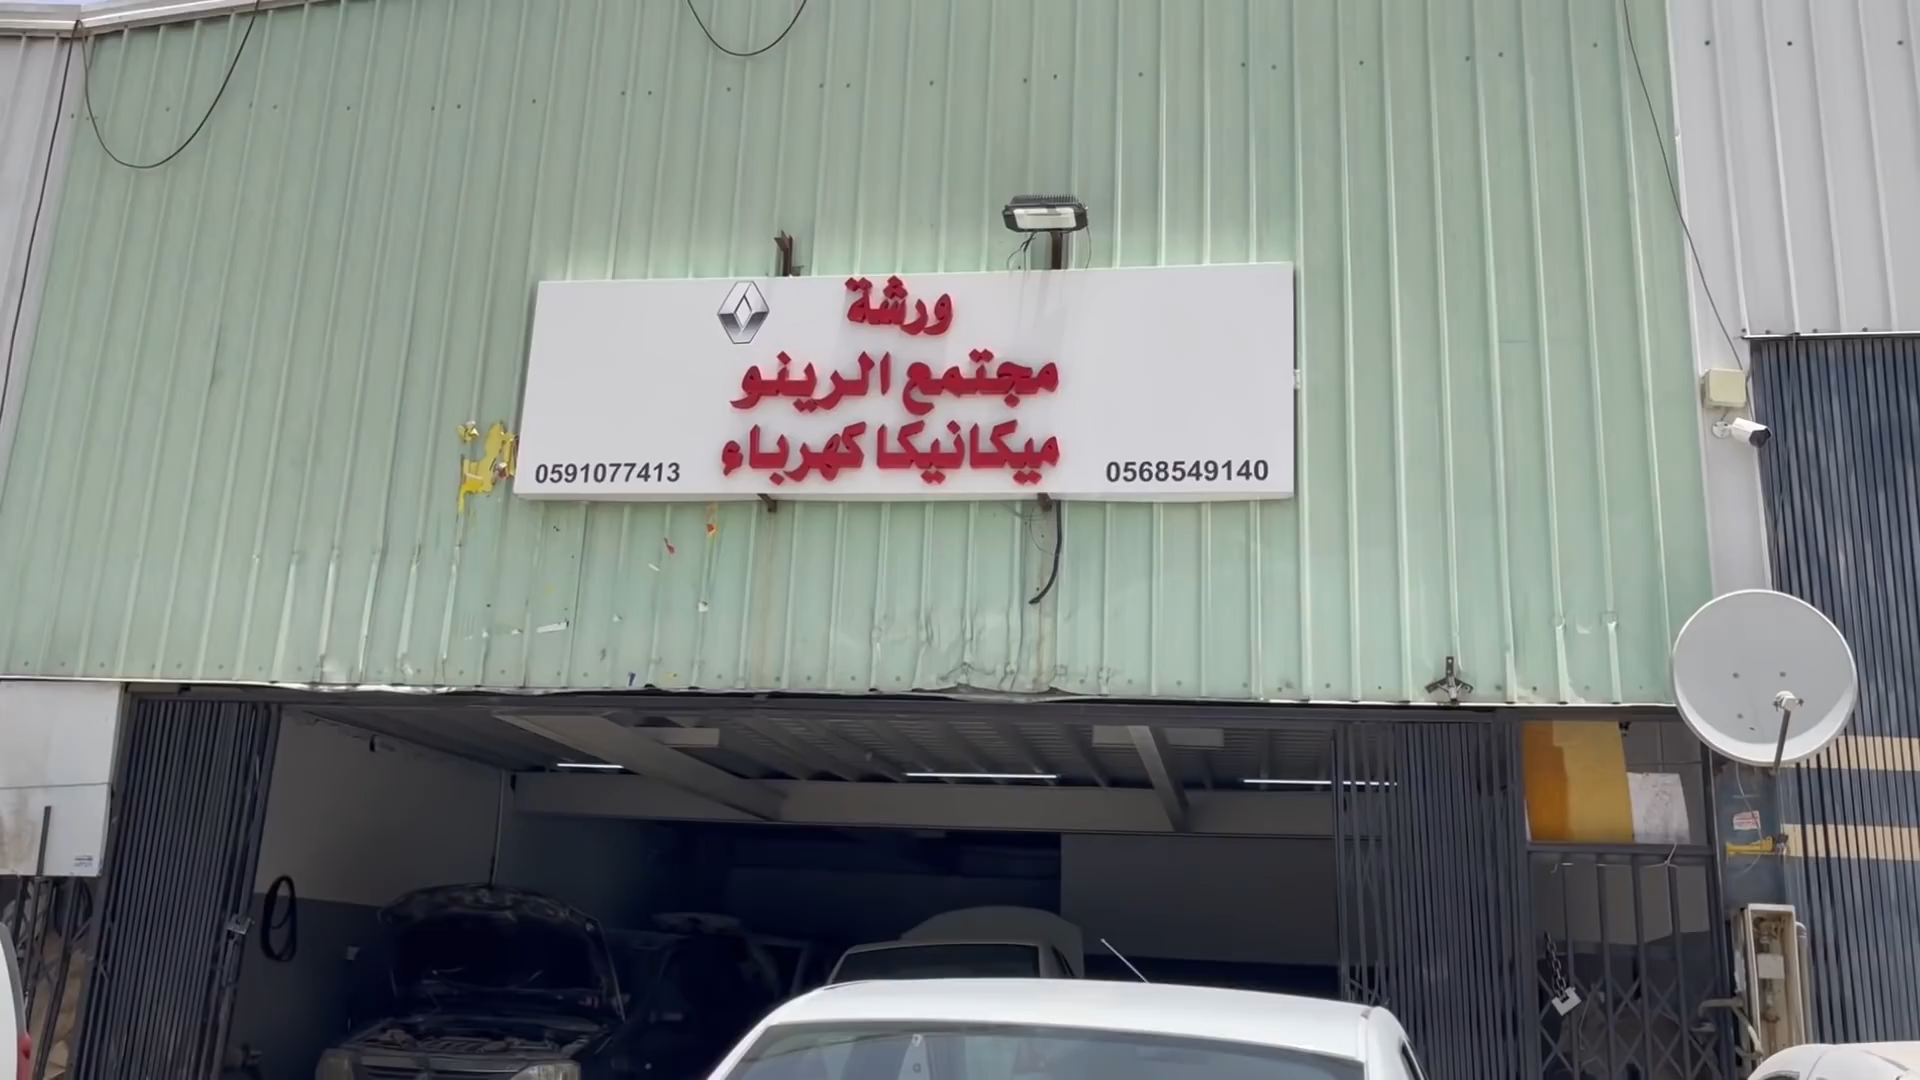 ورشة
مجتمع الرينو
ميكانيكا كهرباء
0591077413
0568549140